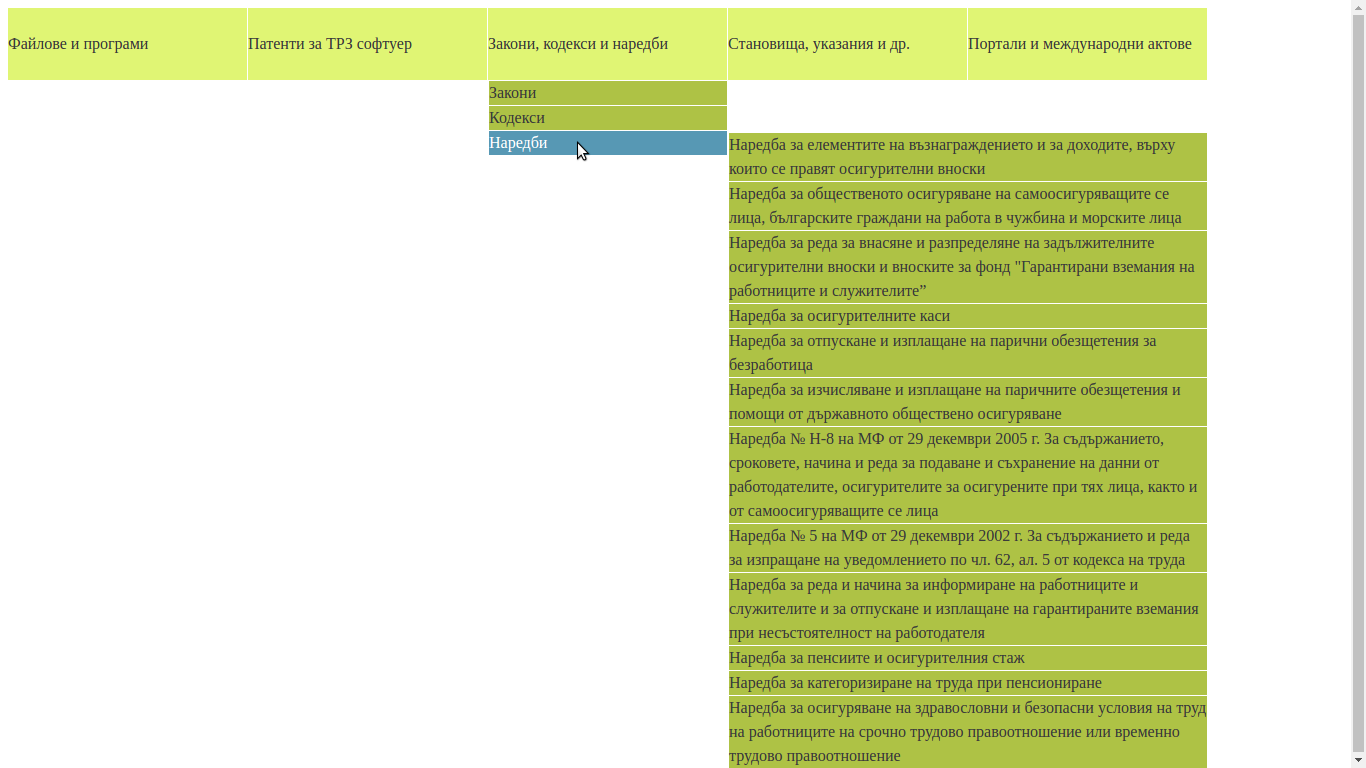 Файлове и програми
Патенти за ТРЗ софтуер
Закони, кодекси и наредби
Становища, указания и др.
Портали и международни актове
Закони
Кодекси
Наредби
Наредба за елементите на възнаграждението и за доходите, върху
които се правят осигурителни вноски
Наредба за общественото осигуряване на самоосигуряващите се
лица, българските граждани на работа в чужбина и морските лица
Наредба за реда за внасяне и разпределяне на задължителните
осигурителни вноски и вноските за фонд "Гарантирани вземания на
работниците и служителите”
Наредба за осигурителните каси
Наредба за отпускане и изплащане на парични обезщетения за
безработица
Наредба за изчисляване и изплащане на паричните обезщетения и
помощи от държавното обществено осигуряване
Наредба № Н-8 на МФ от 29 декември 2005 г. За съдържанието,
сроковете, начина и реда за подаване и съхранение на данни от
работодателите, осигурителите за осигурените при тях лица, както и
от самоосигуряващите се лица
Наредба № 5 на МФ от 29 декември 2002 г. За съдържанието и реда
за изпращане на уведомлението по чл. 62, ал. 5 от кодекса на труда
Наредба за реда и начина за информиране на работниците и
служителите и за отпускане и изплащане на гарантираните вземания
при несъстоятелност на работодателя
Наредба за пенсиите и осигурителния стаж
Наредба за категоризиране на труда при пенсиониране
Наредба за осигуряване на здравословни и безопасни условия на труд
на работниците на срочно трудово правоотношение или временно
трудово правоотношение